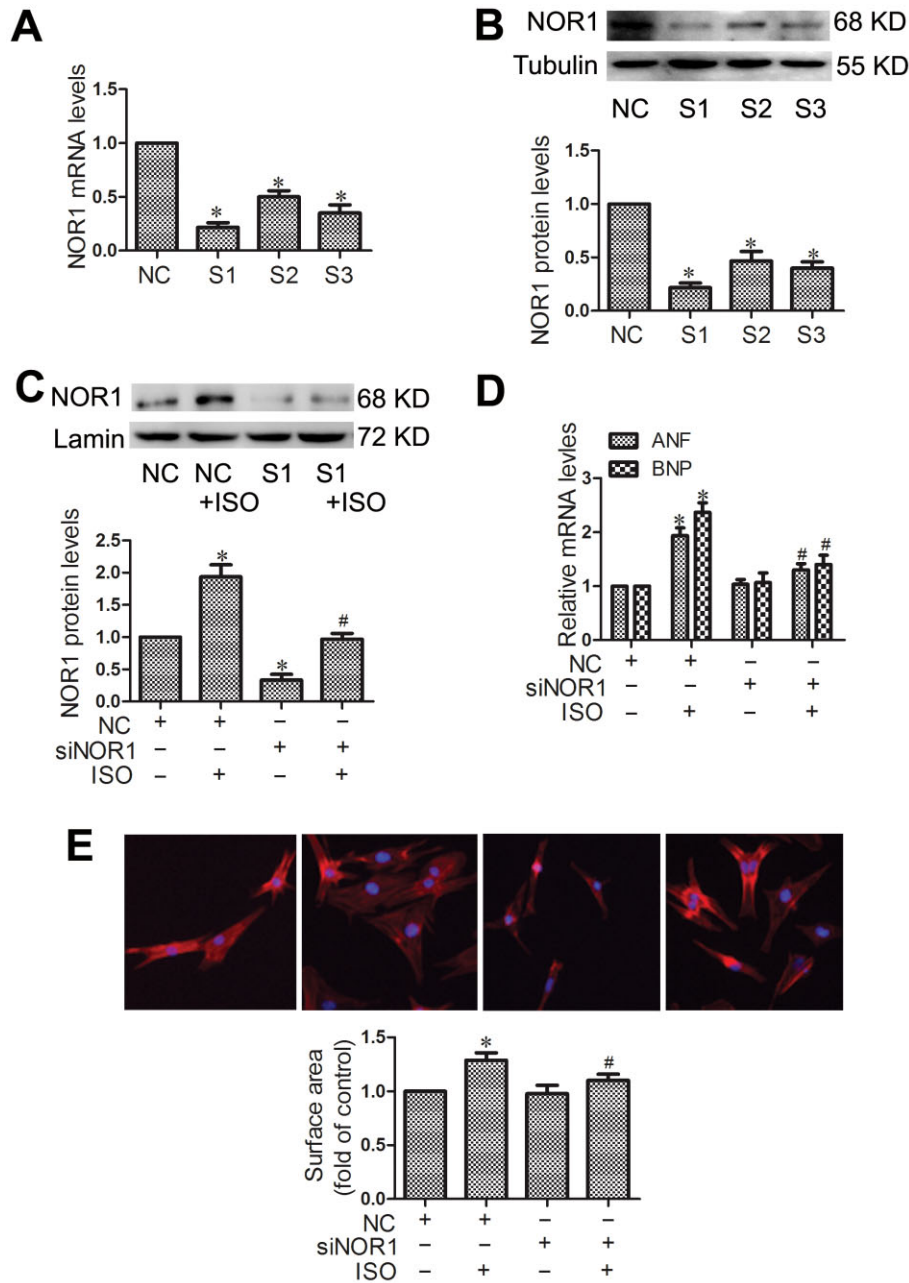 A
NOR1 mRNA levels
1.5
1.0
0.5
0.0
*
*
*
NC S1 S2 S3
B
NOR1 68 KD
Tubulin 55 KD
NC S1 S2 S3
NOR1 protein levels
1.5
1.0
0.5
0.0
*
*
*
NC S1 S2 S3
C
NOR1 68 KD
Lamin 72 KD
NC NC S1 S1
+ISO +ISO
NOR1 protein levels
2.5
2.0
1.5
1.0
0.5
0.0
*
*
#
NC + + – –
siNOR1 – – + +
ISO – + – +
D
ANF
BNP
Relative mRNA levles
3
2
1
0
*
*
#
#
NC + + – –
siNOR1 – – + +
ISO – + – +
E
Surface area
(fold of control)
1.5
1.0
0.5
0.0
*
#
NC + + – –
siNOR1 – – + +
ISO – + – +